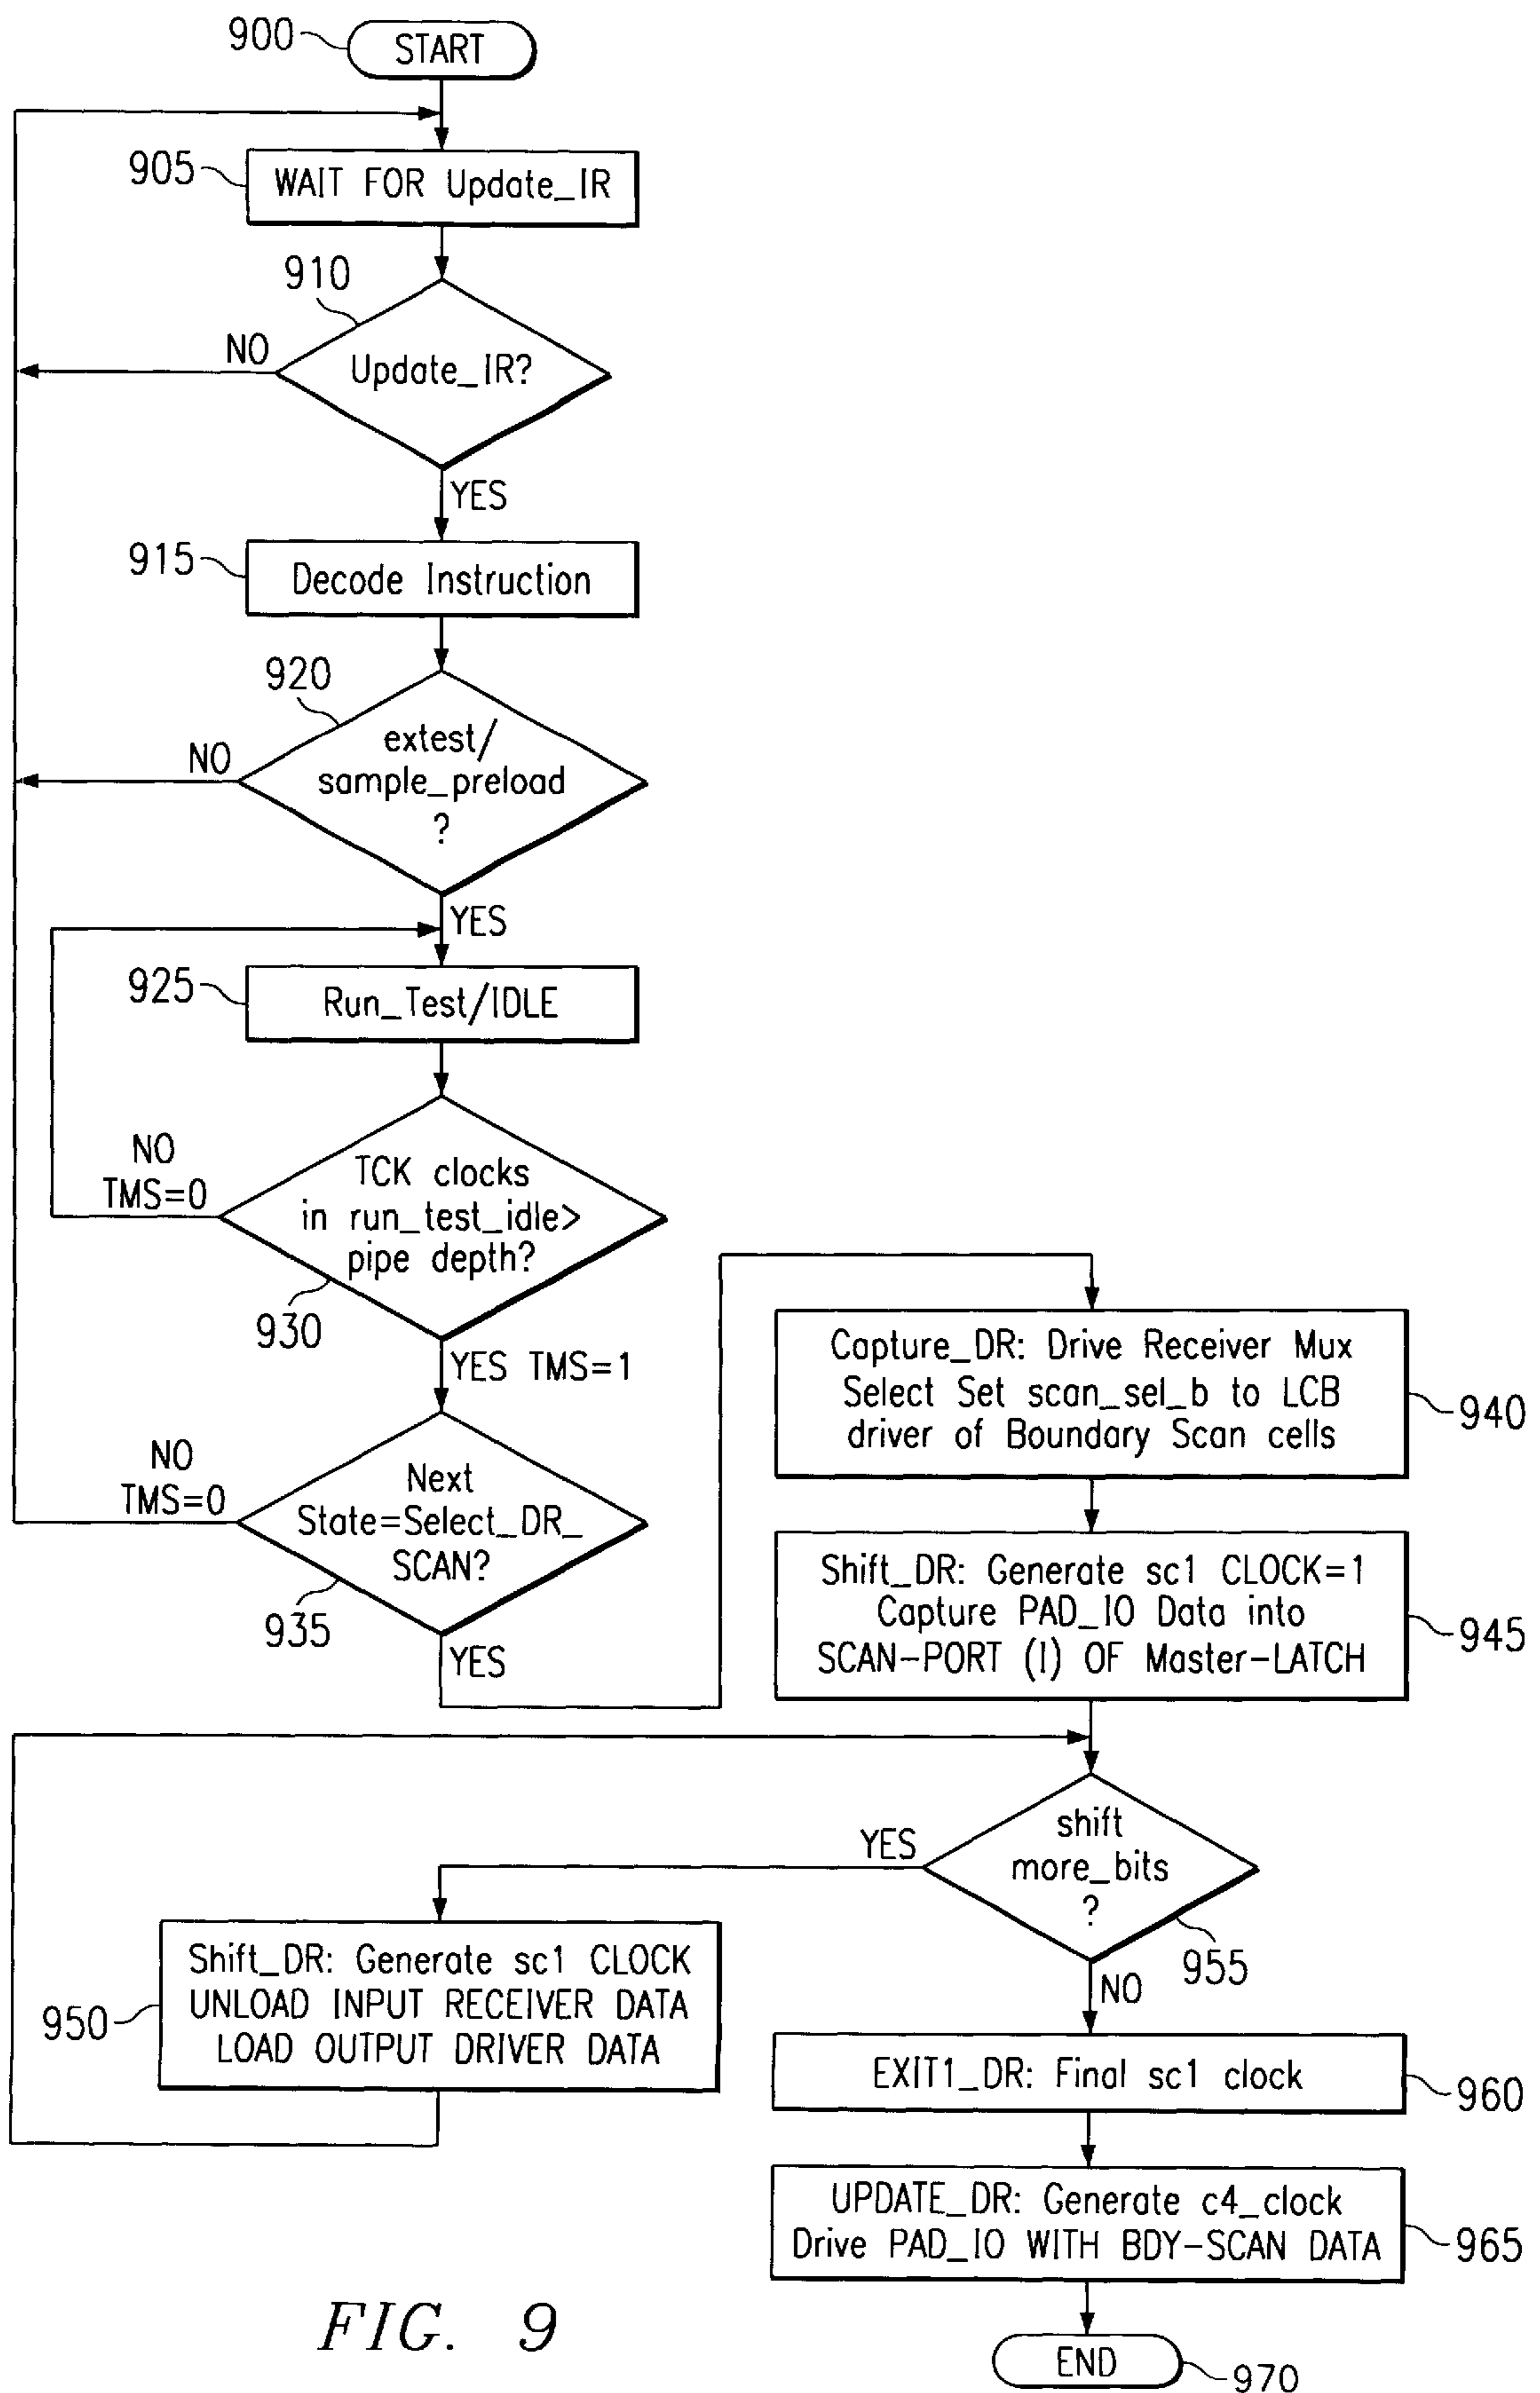 900
START
905
WAIT FOR Update_IR
910
NO
Update_IR?
YES
915
Decode Instruction
920
NO
extest/
sample_preload
?
YES
925
Run_Test/IDLE
NO
TMS=0
TCK clocks
in run_test_idle>
pipe depth?
930
YES TMS=1
NO
TMS=0
Next
State=Select_DR_
SCAN?
935
YES
Capture_DR: Drive Receiver Mux
Select Set scan_sel_b to LCB
driver of Boundary Scan cells
940
Shift_DR: Generate sc1 CLOCK=1
Capture PAD_IO Data into
SCAN-PORT (I) OF Master-LATCH
945
YES
shift
more_bits
?
955
NO
Shift_DR: Generate sc1 CLOCK
UNLOAD INPUT RECEIVER DATA
LOAD OUTPUT DRIVER DATA
950
EXIT1_DR: Final sc1 clock
960
UPDATE_DR: Generate c4_clock
Drive PAD_IO WITH BDY-SCAN DATA
965
END
970
FIG. 9